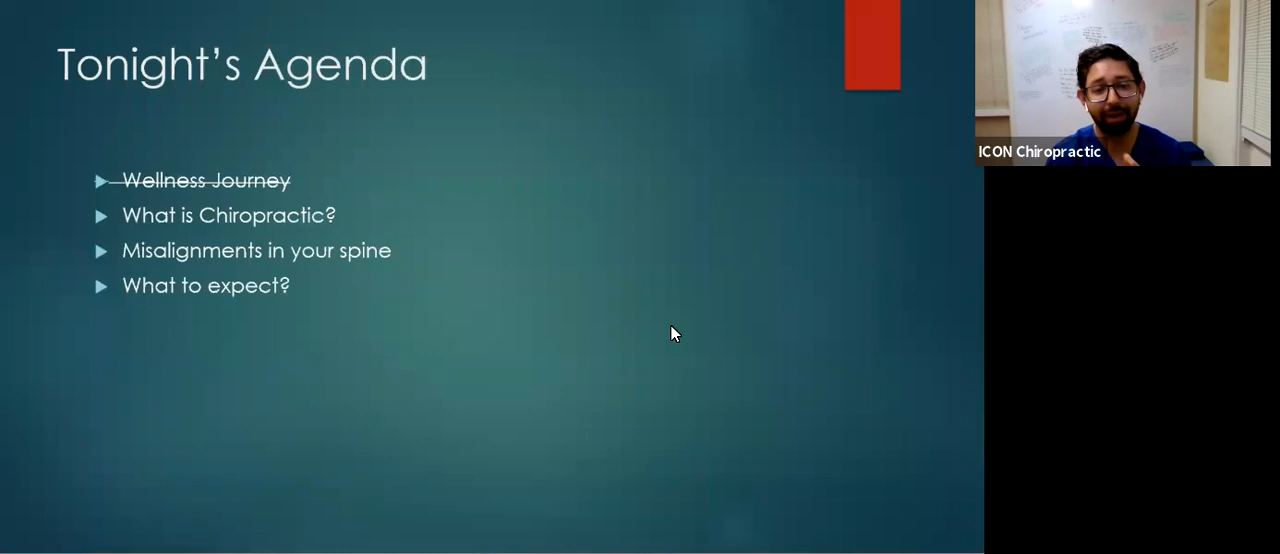 Tonight's Agenda
Wellness Journey
What is Chiropractic?
Misalignments in your spine
What to expect?
ICON Chiropractic